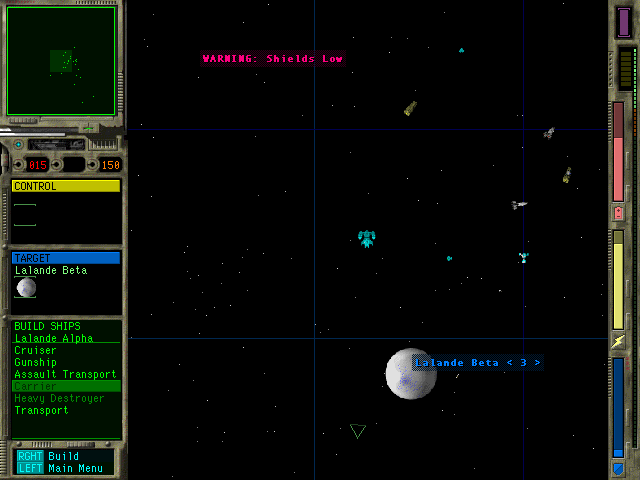 WARNING: Shields Low
015
150
CONTROL
TARGET
Lalande Beta
BUILD SHIPS
Lalande Alpha
Cruiser
Gunship
Assault Transport
Carrier
Heavy Destroyer
Transport
RGHT Build
LEFT Main Menu
Lalande Beta < 3 >